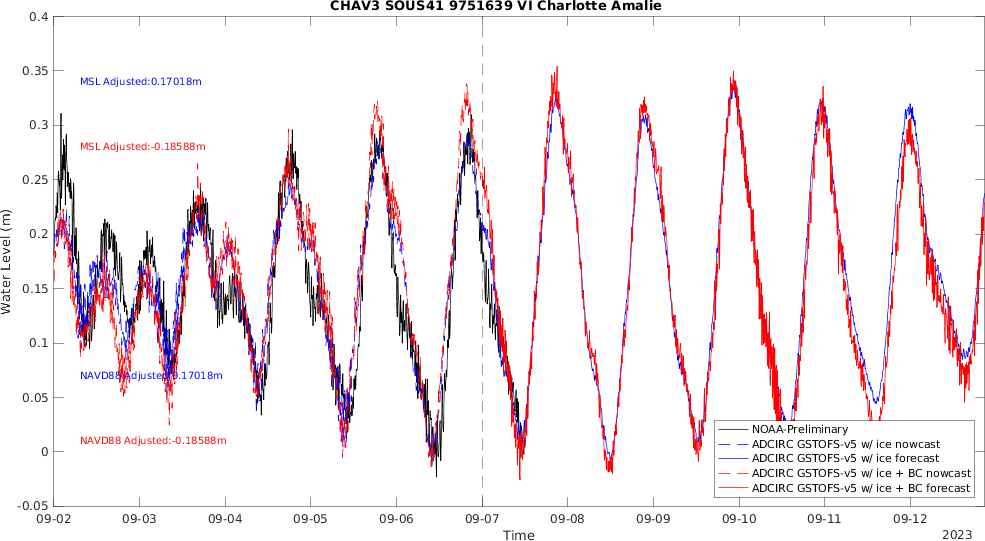 CHAV3 SOUS41 9751639 VI Charlotte Amalie
0.4
0.35
0.3
0.25
0.2
0.15
0.1
0.05
0
-0.05
Water Level (m)
MSL Adjusted:0.17018m
MSL Adjusted:-0.18588m
NAVD88 Adjusted:0.17018m
NAVD88 Adjusted:-0.18588m
NOAA-Preliminary
ADCIRC GSTOFS-v5 w/ ice nowcast
ADCIRC GSTOFS-v5 w/ ice forecast
ADCIRC GSTOFS-v5 w/ ice + BC nowcast
ADCIRC GSTOFS-v5 w/ ice + BC forecast
09-02 09-03 09-04 09-05 09-06 09-07 09-08 09-09 09-10 09-11 09-12
Time
2023